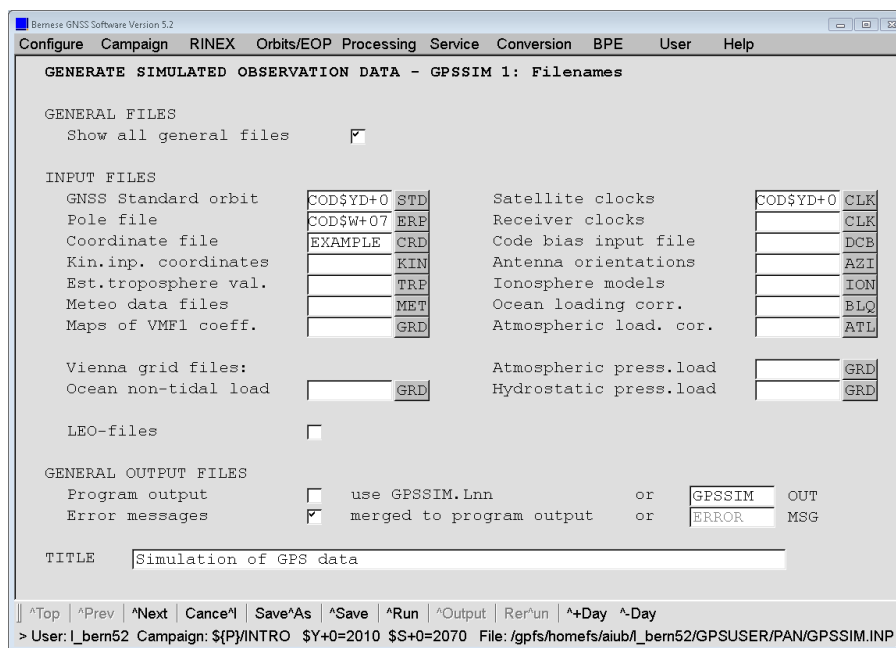 Bernese GNSS Software Version 5.2
Configure Campaign RINEX Orbits/EOP Processing Service Conversion BPE User Help
GENERATE SIMULATED OBSERVATION DATA - GPSSIM 1: Filenames
GENERAL FILES
Show all general files
INPUT FILES
GNSS Standard orbit COD$YD+0 STD Satellite clocks COD$YD+0 CLK
Pole file COD$W+07 ERP Receiver clocks CLK
Coordinate file EXAMPLE CRD Code bias input file DCB
Kin.inp. coordinates KIN Antenna orientations AZI
Est.troposphere val. TRP Ionosphere models ION
Meteo data files MET Ocean loading corr. BLQ
Maps of VMF1 coeff. GRD Atmospheric load. cor. ATL
Vienna grid files: Atmospheric press.load GRD
Ocean non-tidal load GRD Hydrostatic press.load GRD
LEO-files
GENERAL OUTPUT FILES
Program output use GPSSIM.Lnn or GPSSIM OUT
Error messages merged to program output or ERROR MSG
TITLE Simulation of GPS data
^Top ^Prev ^Next Cance^l Save^As ^Save ^Run ^Output Rer^un ^+Day ^-Day
> User: l_bern52 Campaign: ${P}/INTRO $Y+0=2010 $S+0=2070 File: /gpfs/homefs/aiub/l_bern52/GPSUSER/PAN/GPSSIM.INP